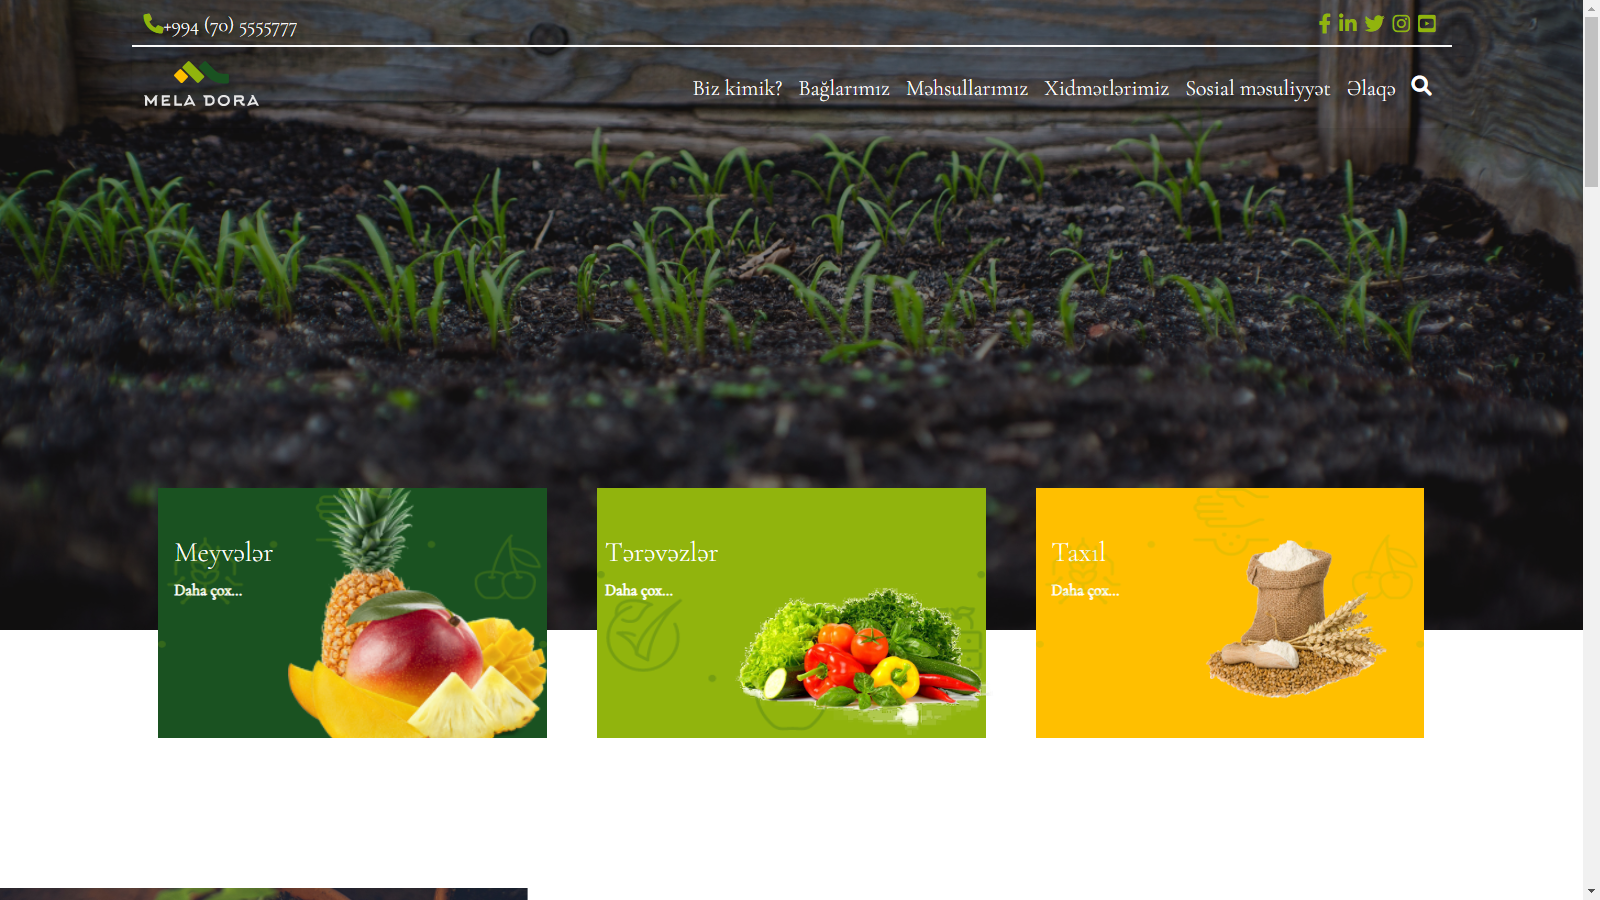 +994 (70) 5555777
MELA DORA
Biz kimik? Bağlarımız Məhsullarımız Xidmətlərimiz Sosial məsuliyyət Əlaqə
Meyvələr
Daha çox...
Tərəvəzlər
Daha çox...
Taxıl
Daha çox...